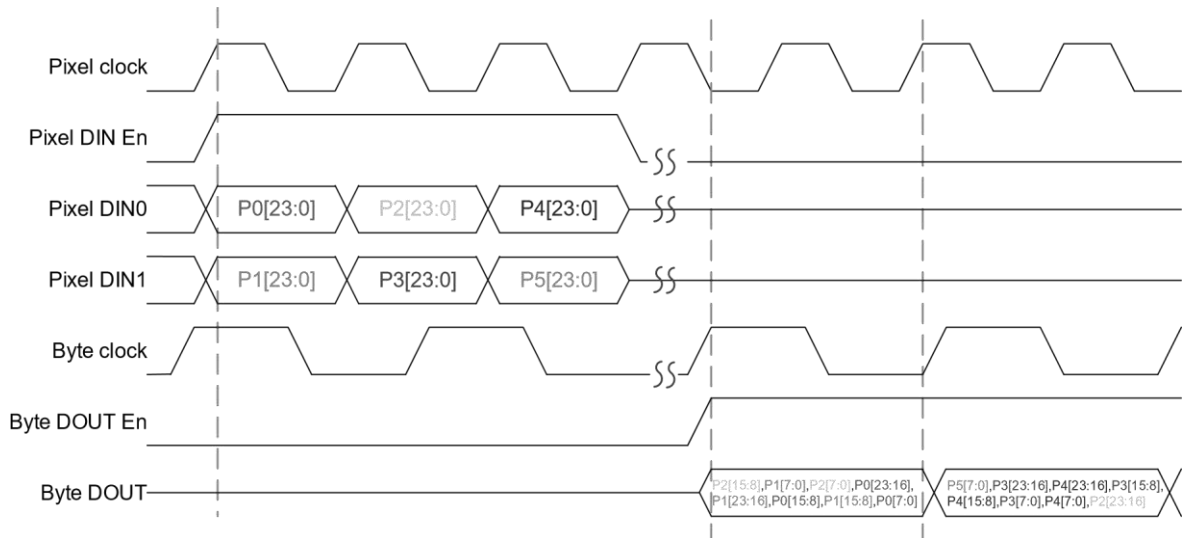 Pixel clock
Pixel DIN En
Pixel DIN0
P0[23:0]
P2[23:0]
P4[23:0]
Pixel DIN1
P1[23:0]
P3[23:0]
P5[23:0]
Byte clock
Byte DOUT En
Byte DOUT
P2[15:8],P1[7:0],P2[7:0],P0[23:16],
P1[23:16],P0[15:8],P1[15:8],P0[7:0]
P5[7:0],P3[23:16],P4[23:16],P3[15:8],
P4[15:8],P3[7:0],P4[7:0],P2[23:16]